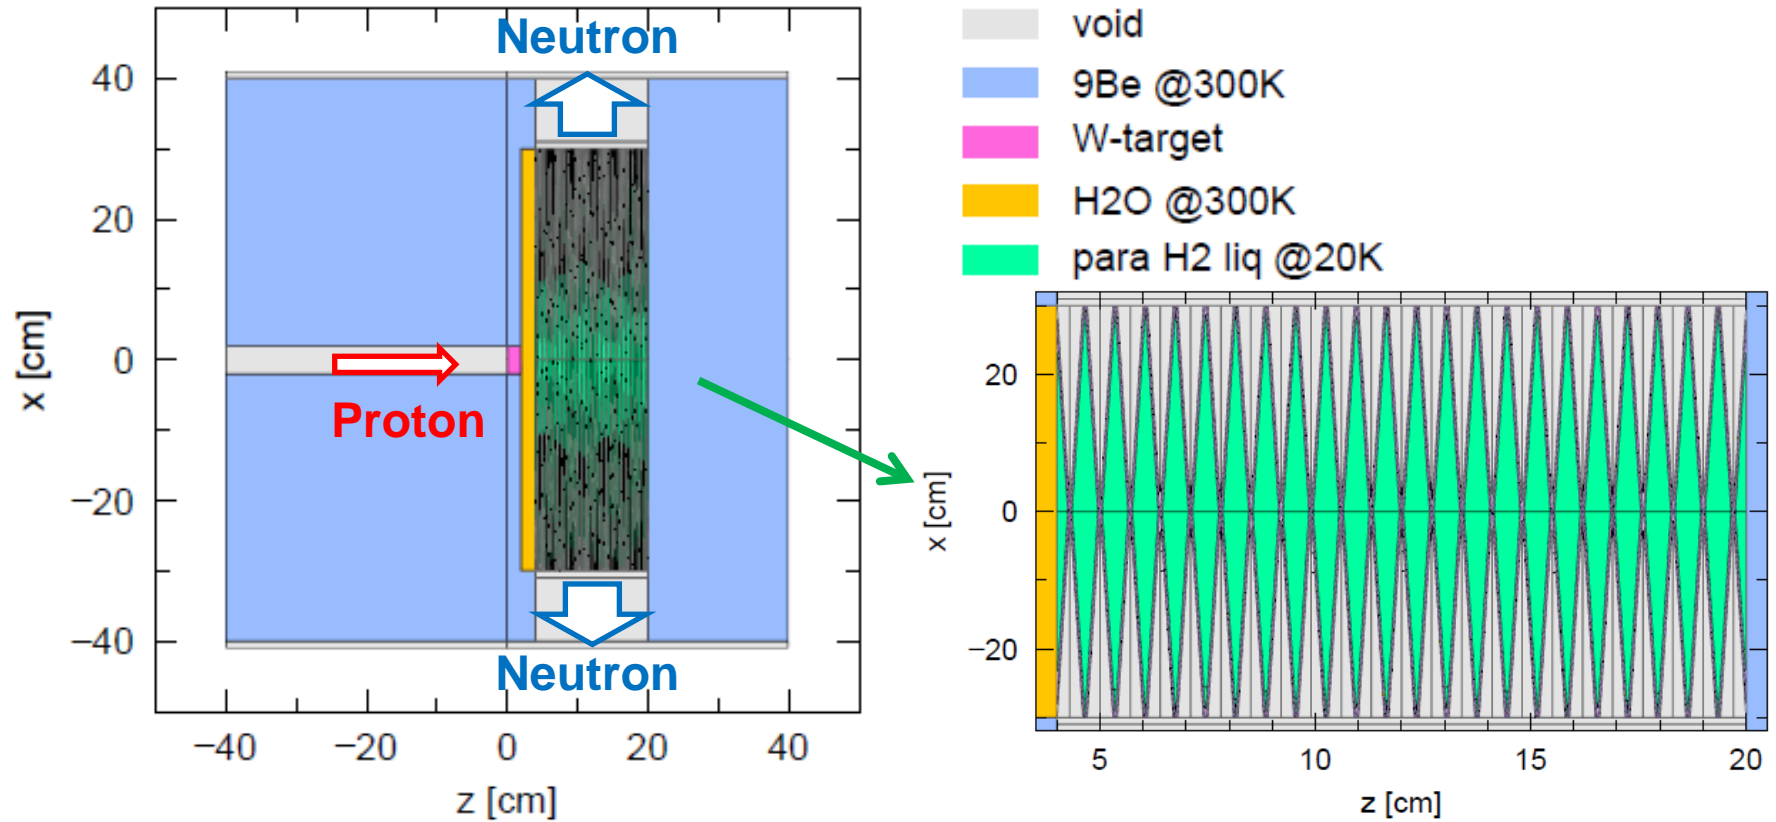 Neutron
40
20
0
−20
−40
x [cm]
Proton
Neutron
−40 −20 0 20 40
z [cm]
void
9Be @300K
W-target
H2O @300K
para H2 liq @20K
20
0
−20
x [cm]
5 10 15 20
z [cm]